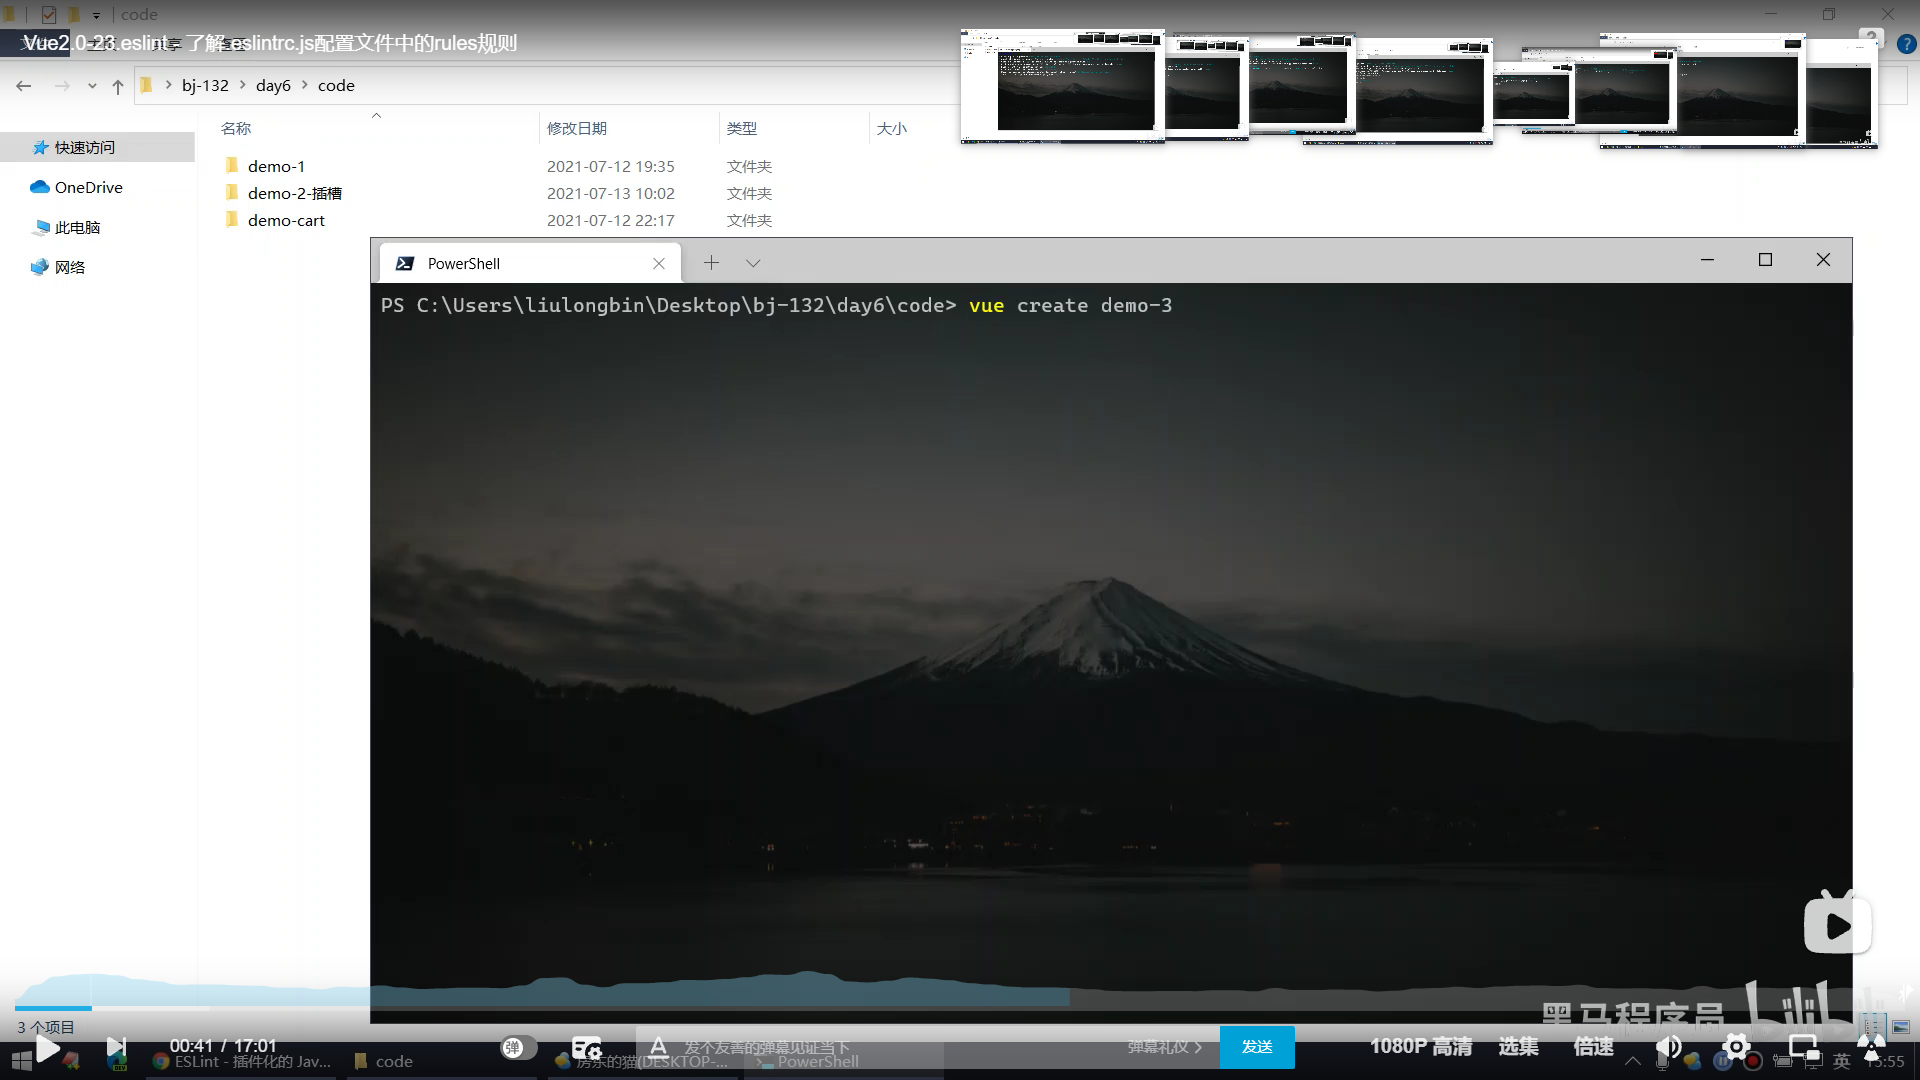 code
Vue2.0-23.eslint - 了解.eslintrc.js配置文件中的rules规则
bj-132
day6
code
名称
修改日期
类型
大小
快速访问
OneDrive
此电脑
网络
demo-1
2021-07-12 19:35
文件夹
demo-2-插槽
2021-07-13 10:02
文件夹
demo-cart
2021-07-12 22:17
文件夹
PowerShell
PS C:\Users\liulongbin\Desktop\bj-132\day6\code> vue create demo-3
黑马程序员
bilibili
3 个项目
00:41 / 17:01
弹
发个友善的弹幕见证当下
弹幕礼仪
发送
1080P 高清
选集
倍速
ESLint - 插件化的 Jav...
code
房东的猫(DESKTOP-...
PowerShell
英
15:55